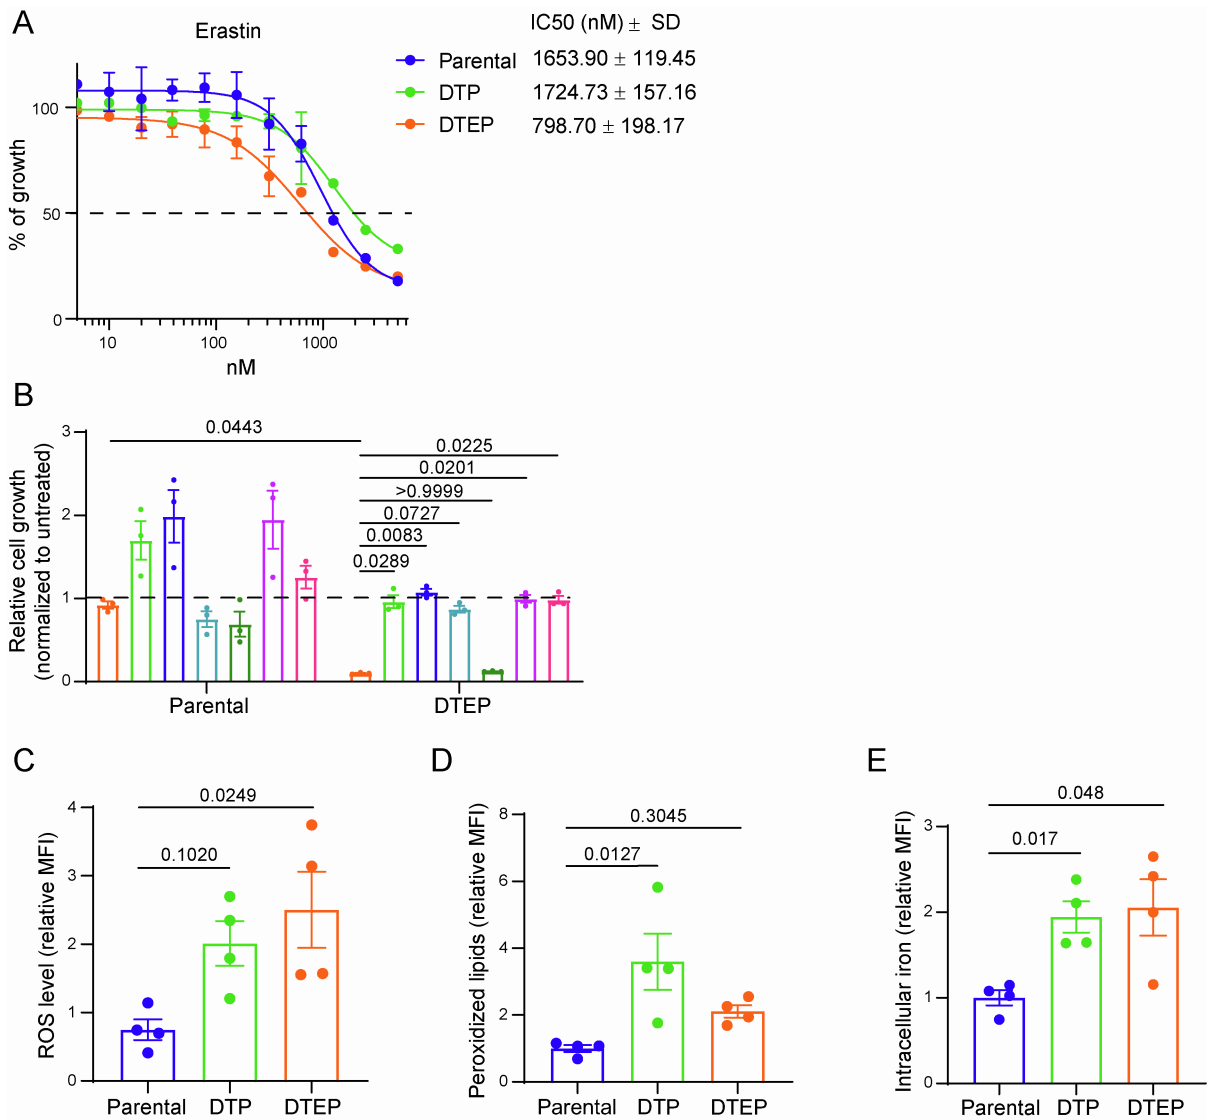 A
Erastin
IC50 (nM) ± SD
Parental 1653.90 ± 119.45
DTP 1724.73 ± 157.16
DTEP 798.70 ± 198.17
% of growth
100
50
0
10 100 1000
nM
B
Relative cell growth
(normalized to untreated)
3
2
1
0
0.0443
0.0225
0.0201
>0.9999
0.0727
0.0083
0.0289
Parental DTEP
C
ROS level (relative MFI)
4
3
2
1
0
0.0249
0.1020
Parental DTP DTEP
D
Peroxidized lipids (relative MFI)
8
6
4
2
0
0.3045
0.0127
Parental DTP DTEP
E
Intracellular iron (relative MFI)
3
2
1
0
0.048
0.017
Parental DTP DTEP